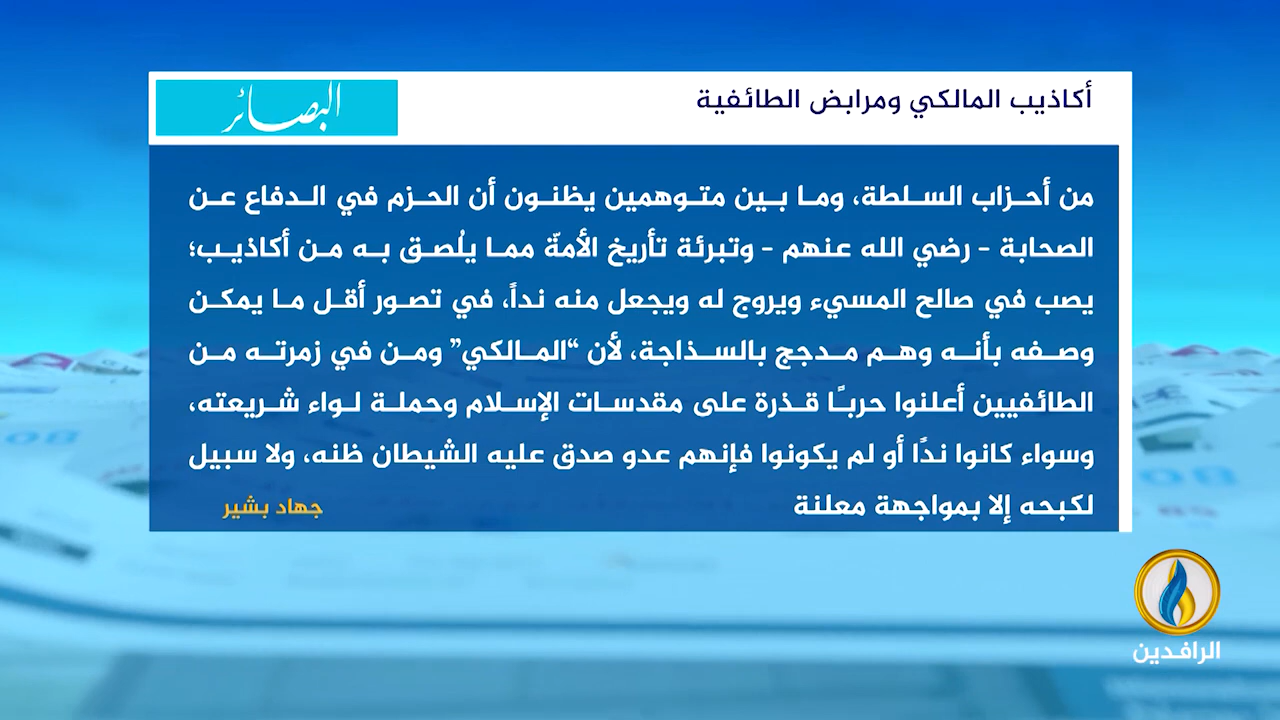 أكاذيب المالكي ومرابض الطائفية
البصائر
من أحزاب السلطة، وما بين متوهمين يظنون أن الحزم في الدفاع عن
الصحابة - رضي الله عنهم - وتبرئة تأريخ الأمة مما يلُصق به من أكاذيب؛
يصب في صالح المسيء ويروج له ويجعل منه نداً، في تصور أقل ما يمكن
وصفه بأنه وهم مدجج بالسذاجة، لأن “المالكي” ومن في زمرته من
الطائفيين أعلنوا حربًا قذرة على مقدسات الإسلام وحملة لواء شريعته،
وسواء كانوا ندًا أو لم يكونوا فإنهم عدو صدق عليه الشيطان ظنه، ولا سبيل
لكبحه إلا بمواجهة معلنة
جهاد بشير
الرافدين